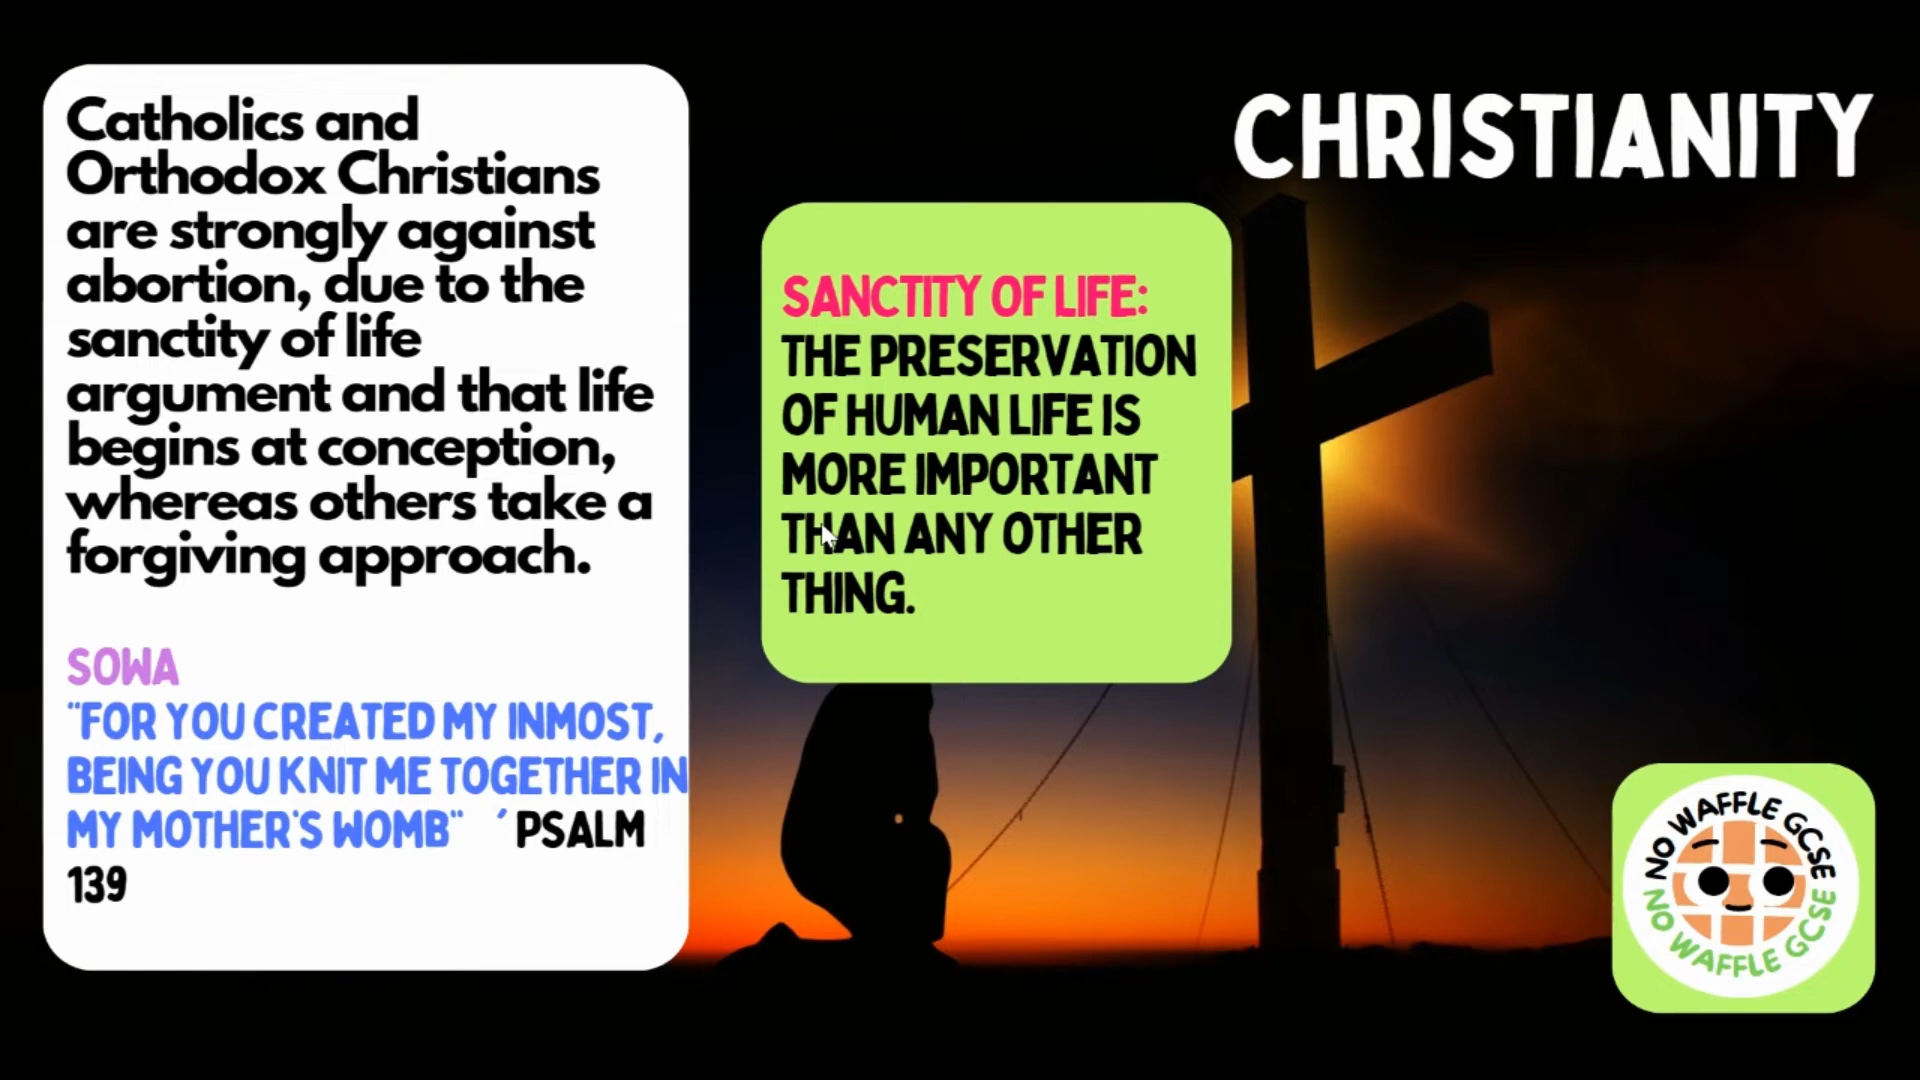 CHRISTIANITY
Catholics and
Orthodox Christians
are strongly against
abortion, due to the
sanctity of life
argument and that life
begins at conception,
whereas others take a
forgiving approach.
SOWA
"FOR YOU CREATED MY INMOST,
BEING YOU KNIT ME TOGETHER IN
MY MOTHER'S WOMB" ´PSALM
139
SANCTITY OF LIFE:
THE PRESERVATION
OF HUMAN LIFE IS
MORE IMPORTANT
THAN ANY OTHER
THING.
NO WAFFLE GCSE
NO WAFFLE GCSE